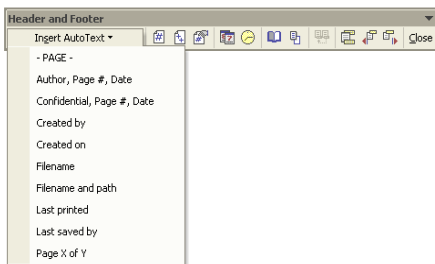 Header and Footer
Insert AutoText Close
- PAGE -
Author, Page #, Date
Confidential, Page #, Date
Created by
Created on
Filename
Filename and path
Last printed
Last saved by
Page X of Y